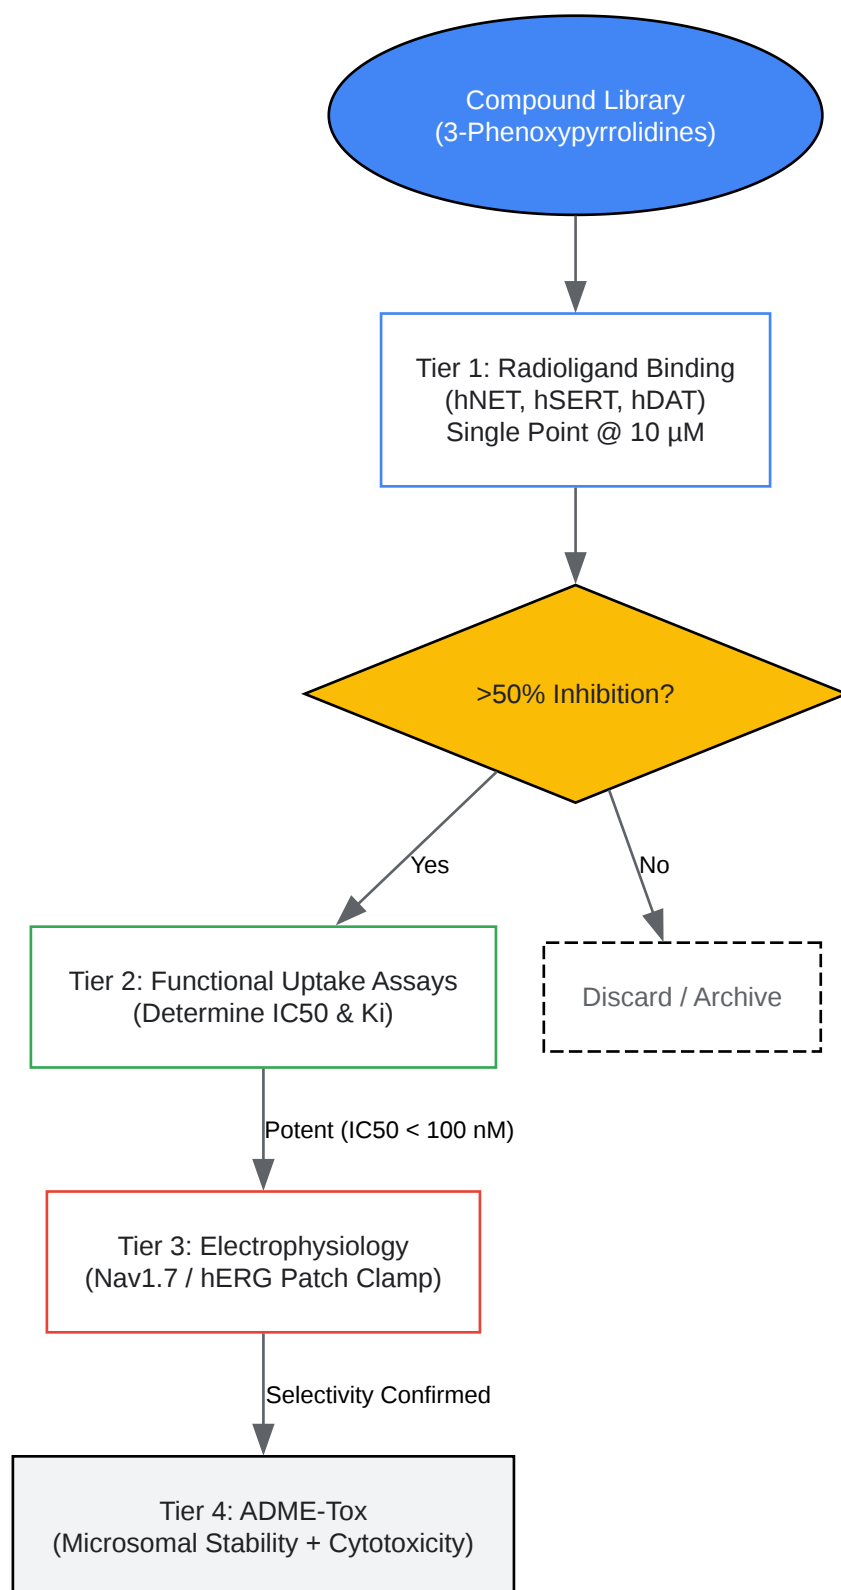 Compound Library
(3-Phenoxypyrrolidines)
Tier 1: Radioligand Binding
(hNET, hSERT, hDAT)
Single Point @ 10 µM
>50% Inhibition?
Yes
No
Tier 2: Functional Uptake Assays
(Determine IC50 & Ki)
Discard / Archive
Potent (IC50 < 100 nM)
Tier 3: Electrophysiology
(Nav1.7 / hERG Patch Clamp)
Selectivity Confirmed
Tier 4: ADME-Tox
(Microsomal Stability + Cytotoxicity)